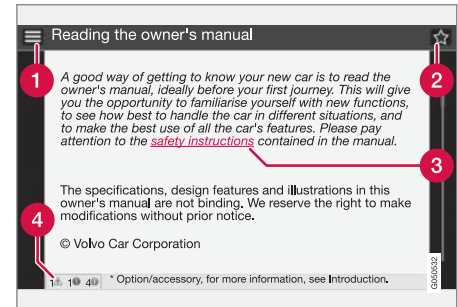 Reading the owner's manual
1
2
A good way of getting to know your new car is to read the
owner's manual, ideally before your first journey. This will give
you the opportunity to familiarise yourself with new functions,
to see how best to handle the car in different situations, and
to make the best use of all the car's features. Please pay
attention to the safety instructions contained in the manual.
3
The specifications, design features and illustrations in this
owner's manual are not binding. We reserve the right to make
modifications without prior notice.
4
© Volvo Car Corporation
1 1 4 * Option/accessory, for more information, see Introduction.
G050532